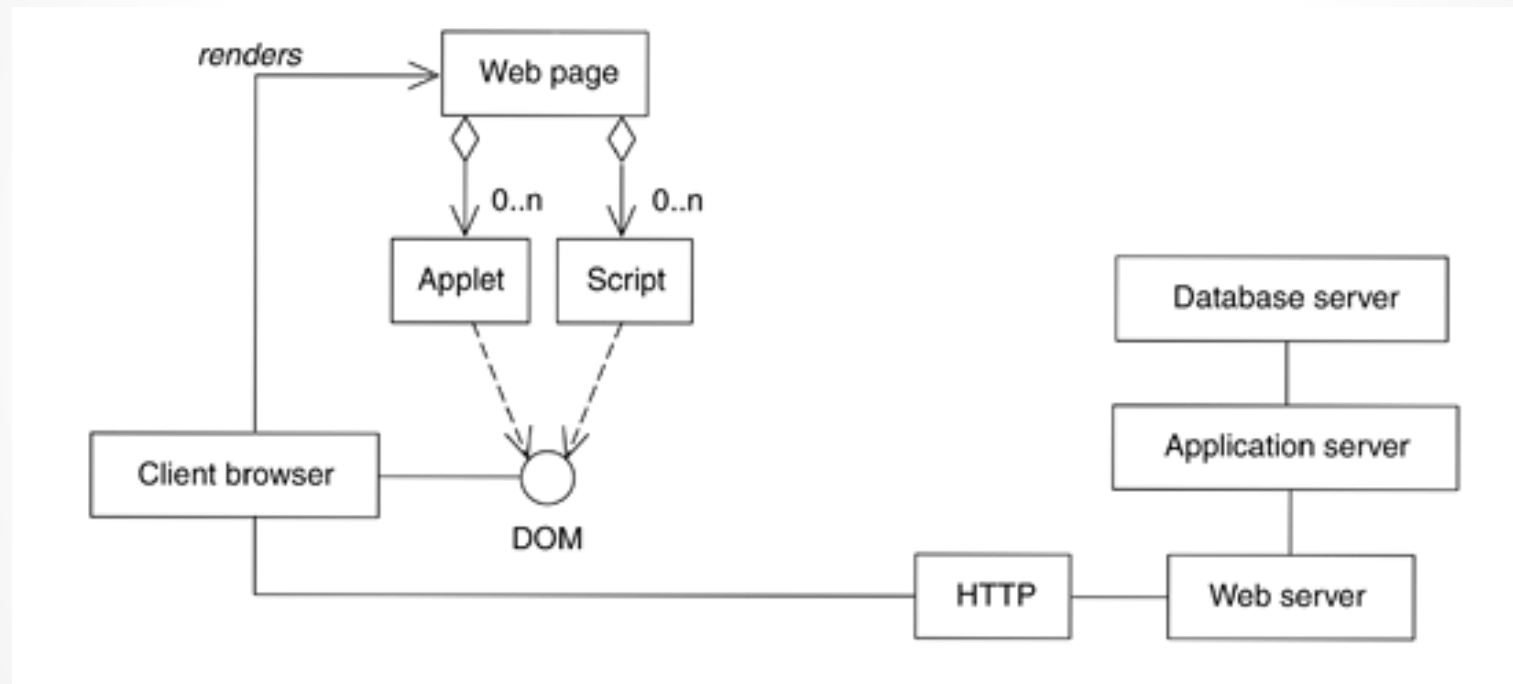 renders
Web page
0..n
0..n
Applet
Script
Database server
Application server
Client browser
DOM
HTTP
Web server